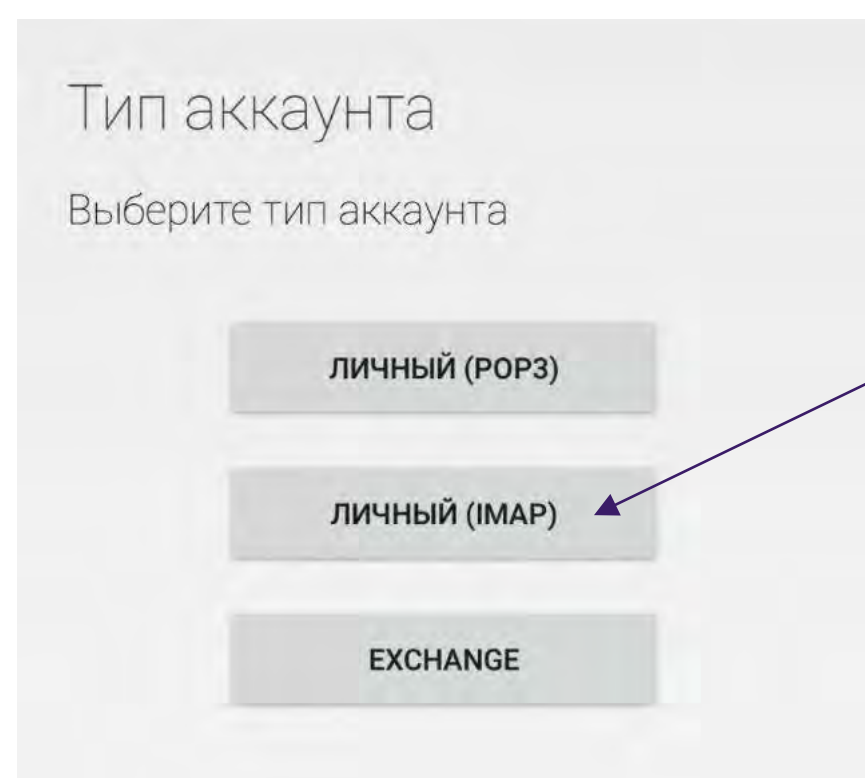 Тип аккаунта
Выберите тип аккаунта
ЛИЧНЫЙ (POP3)
ЛИЧНЫЙ (IMAP)
EXCHANGE